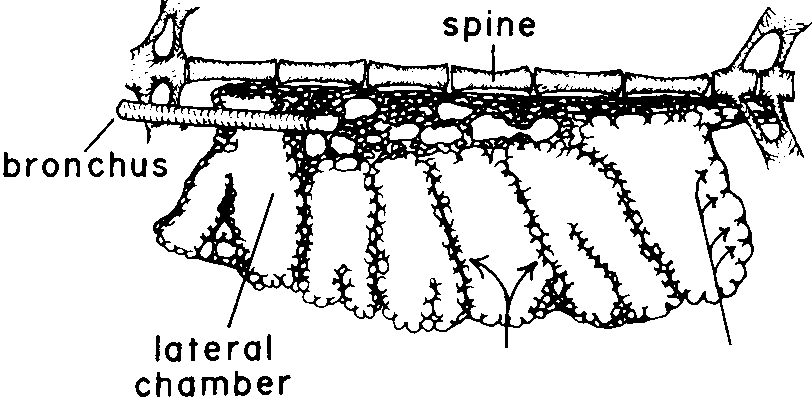 spine
bronchus
lateral
chamber